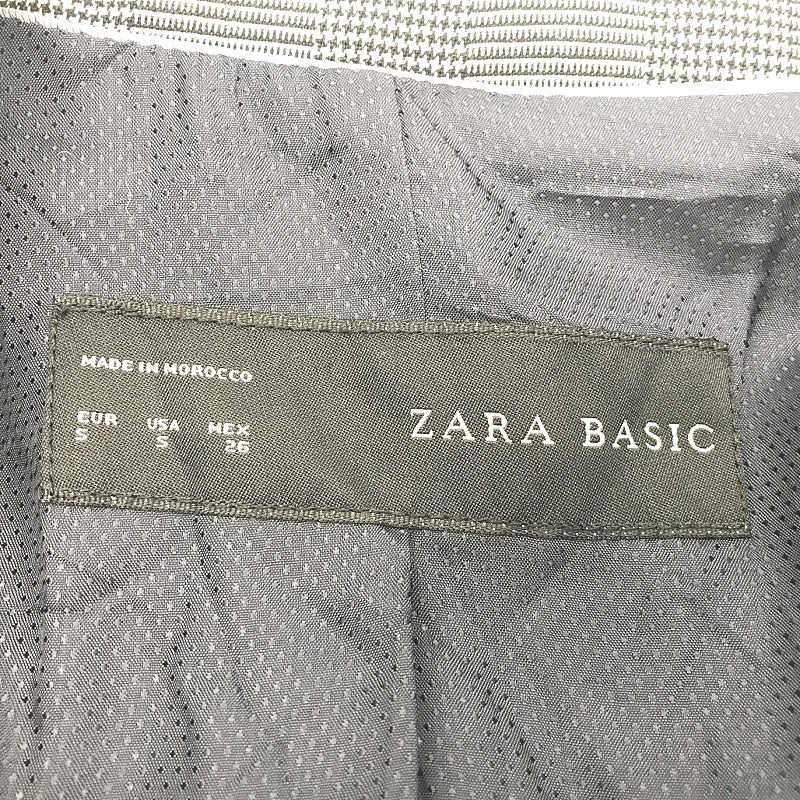 MADE IN MOROCCO
EUR USA MEX
S S 26
ZARA BASIC